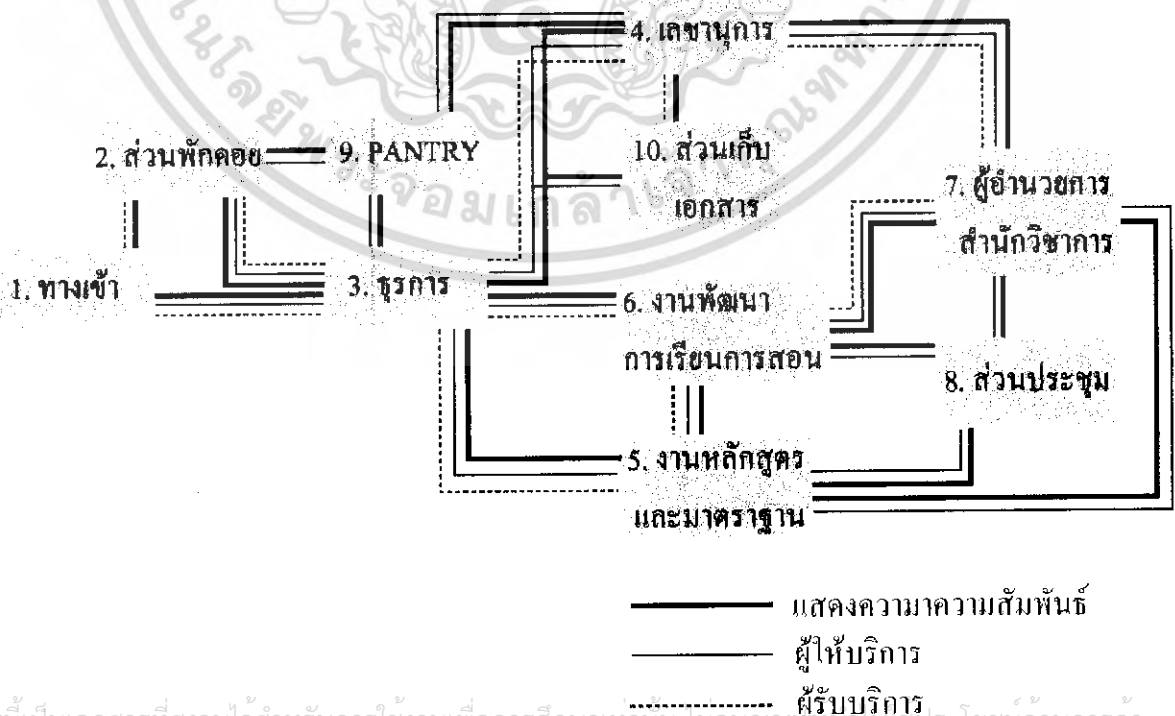 4. เลขานุการ
2. ส่วนพักคอย
9. PANTRY
10. ส่วนเก็บ
เอกสาร
7. ผู้อำนวยการ
สำนักวิชาการ
1. ทางเข้า
3. ธุรการ
6. งานพัฒนา
การเรียนการสอน
8. ส่วนประชุม
5. งานหลักสูตร
และมาตราฐาน
แสดงความาความสัมพันธ์
ผู้ให้บริการ
ผู้รับบริการ